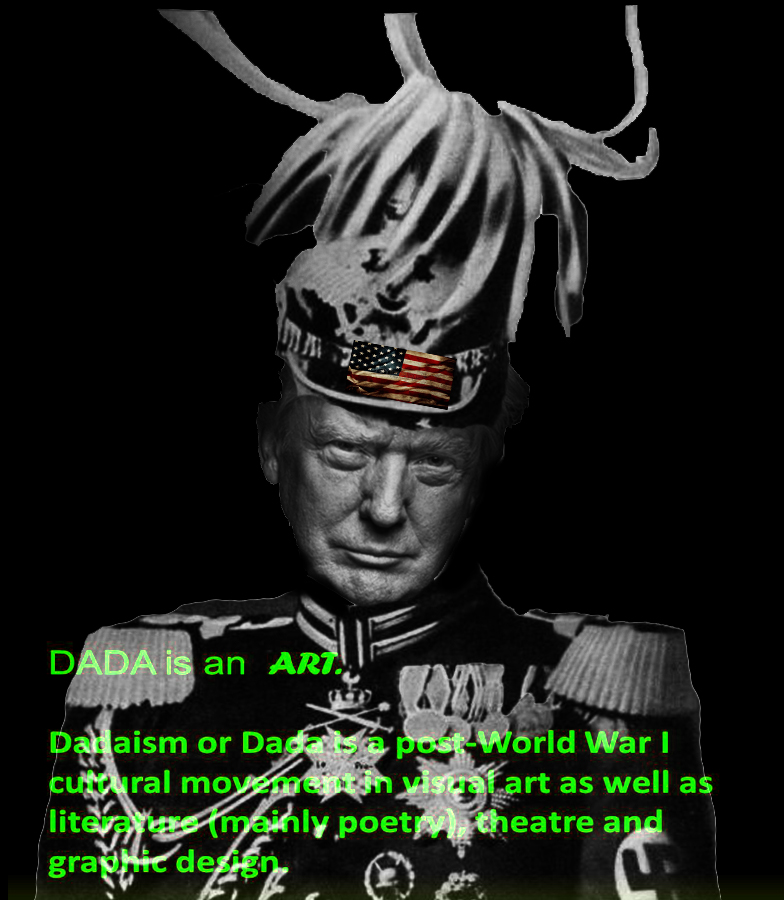 DADA is an ART.
Dadaism or Dada is a post-World War I
cultural movement in visual art as well as
literature (mainly poetry), theatre and
graphic design.